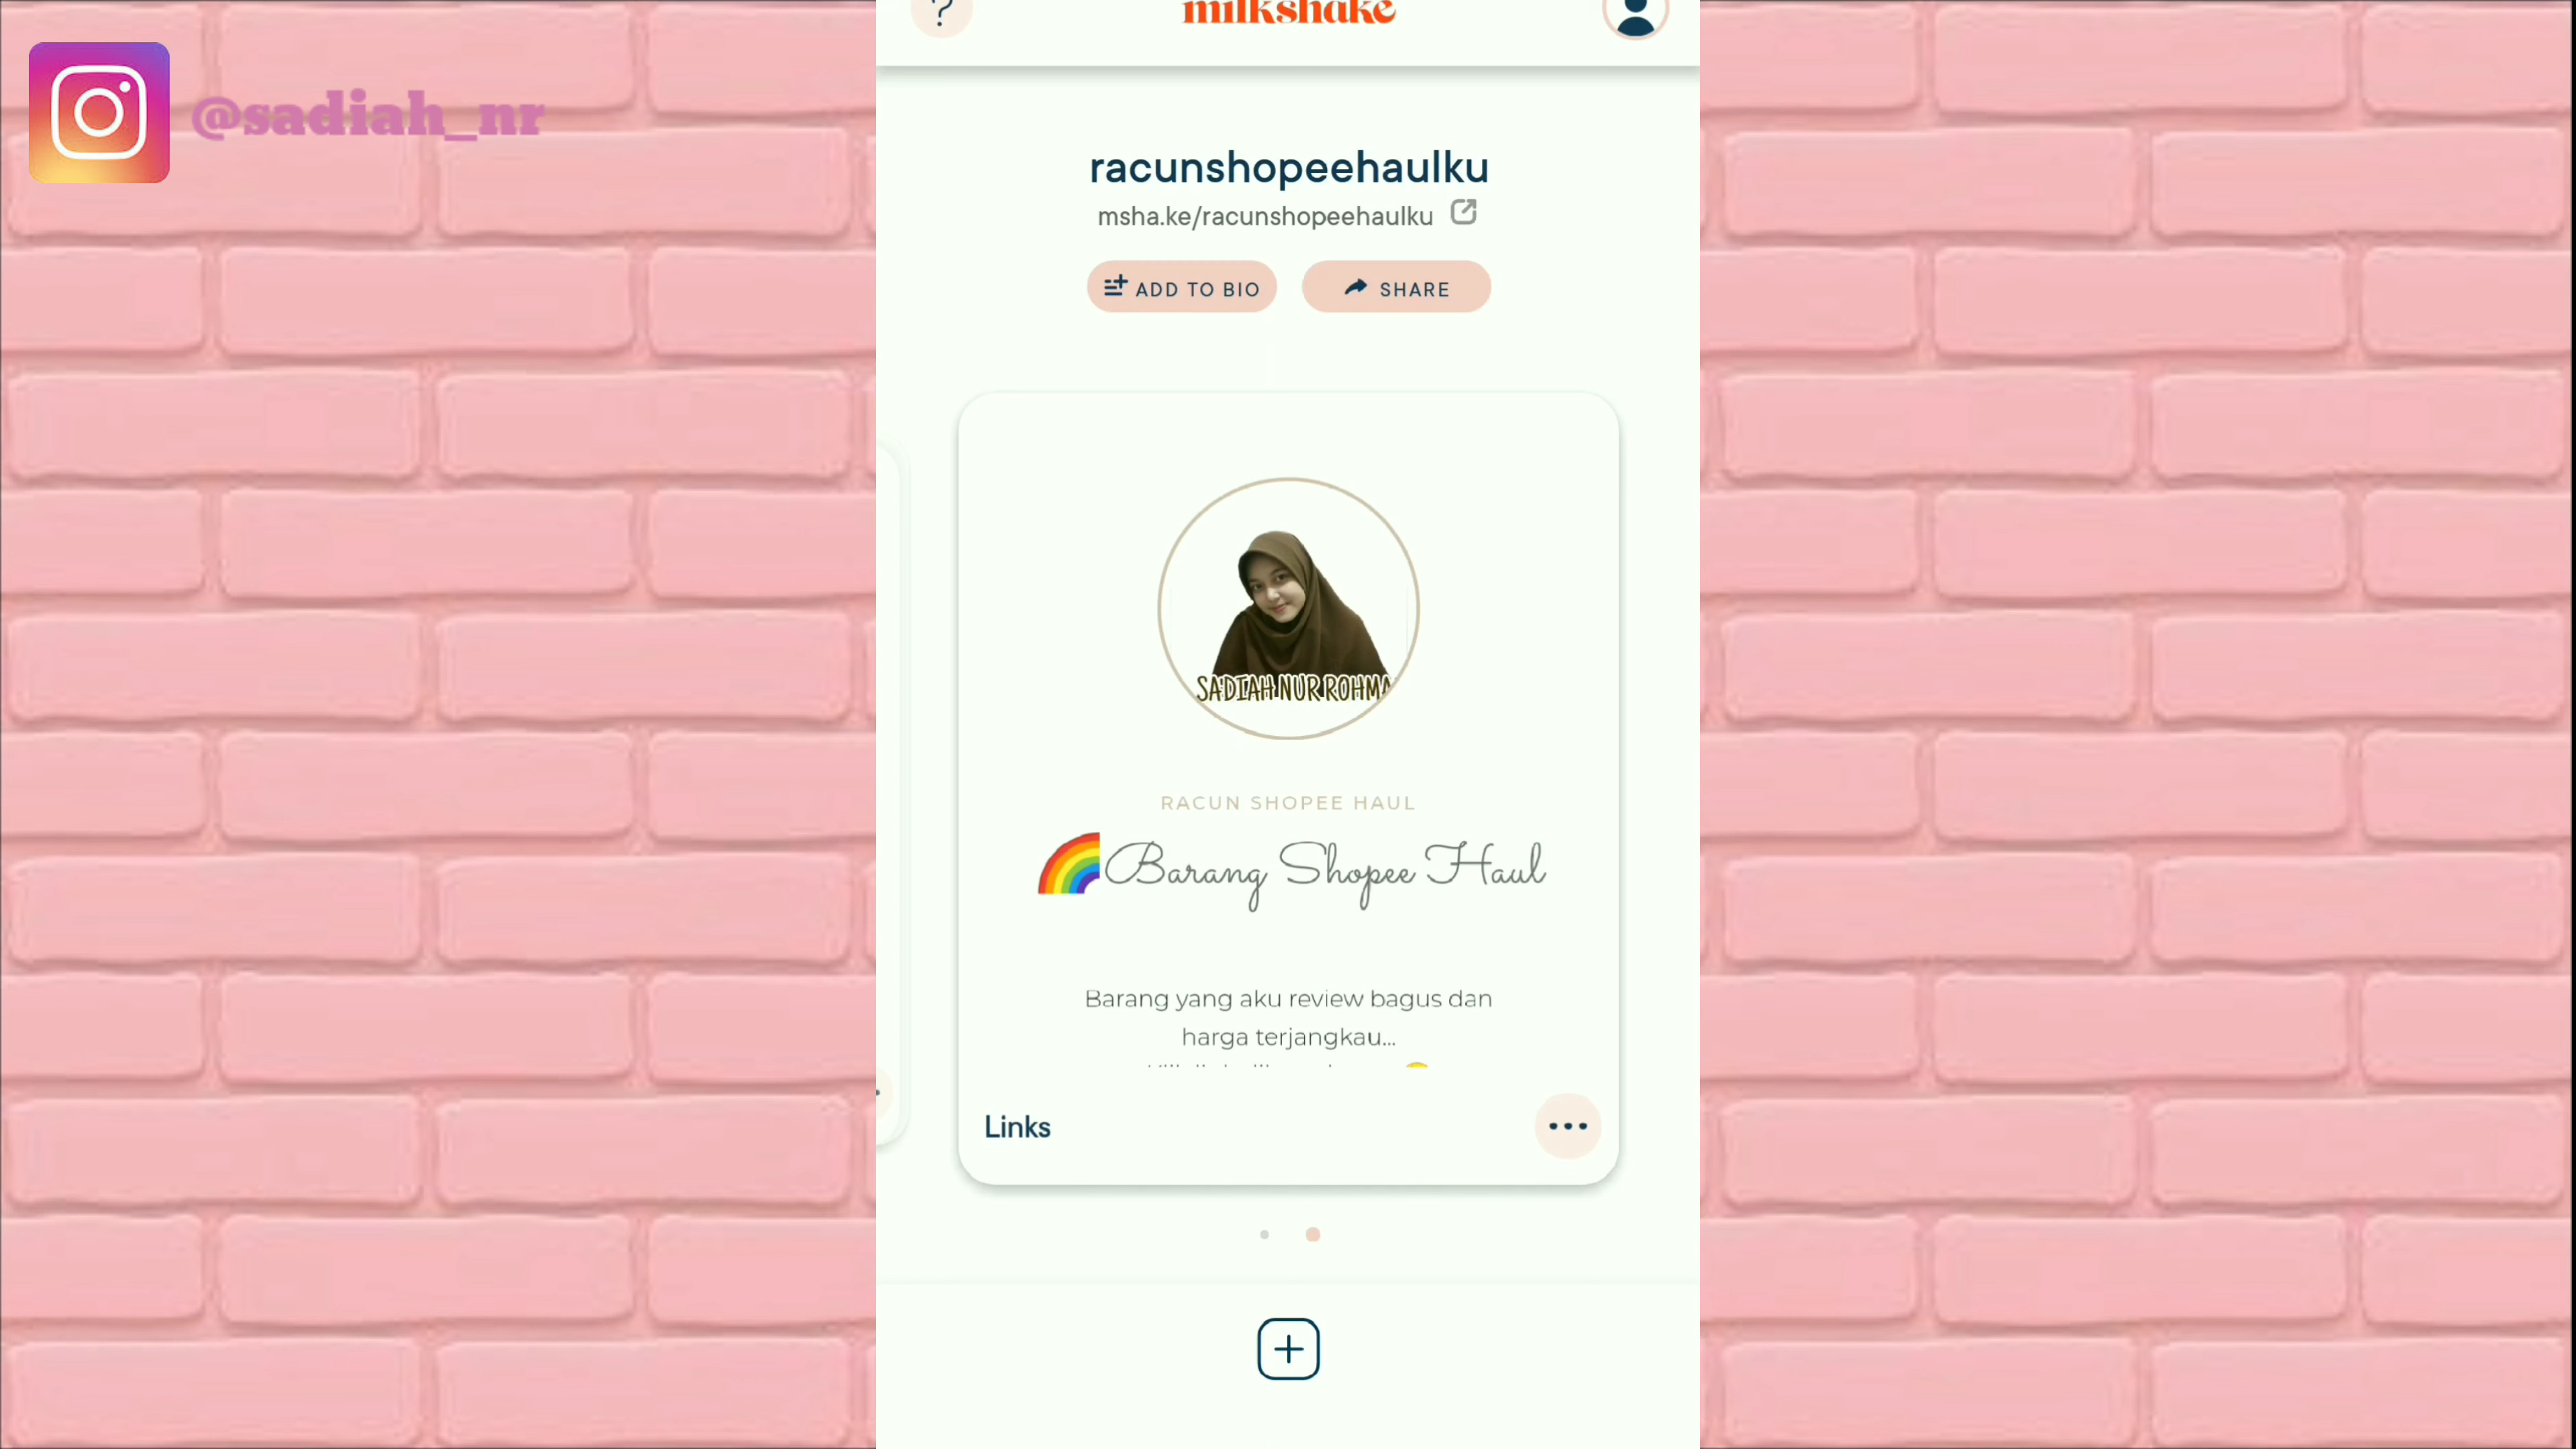 @sadiah_nr
?
milkshake
racunshopeehaulku
msha.ke/racunshopeehaulku
ADD TO BIO
SHARE
SADIAH NUR ROHMA
RACUN SHOPEE HAUL
🌈Barang Shopee Haul
Barang yang aku review bagus dan
harga terjangkau...
Links